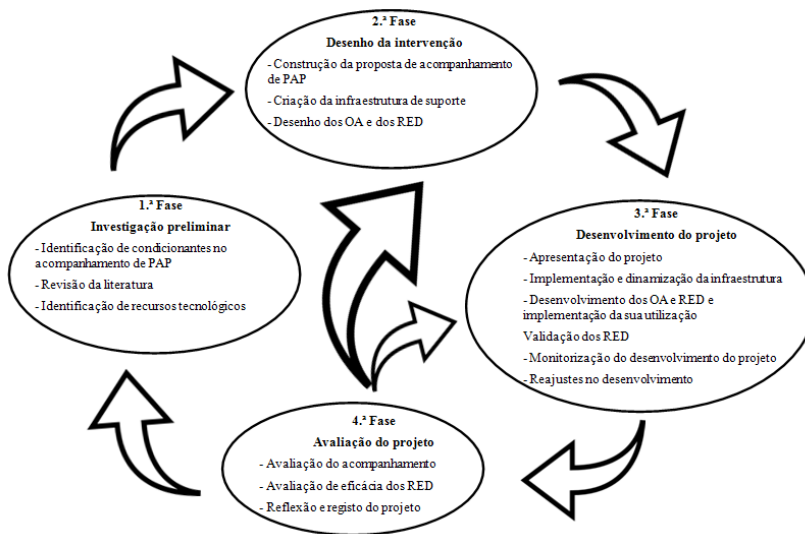 1.ª Fase
Investigação preliminar
- Identificação de condicionantes no
acompanhamento de PAP
- Revisão da literatura
- Identificação de recursos tecnológicos
2.ª Fase
Desenho da intervenção
- Construção da proposta de acompanhamento
de PAP
- Criação da infraestrutura de suporte
- Desenho dos OA e dos RED
3.ª Fase
Desenvolvimento do projeto
- Apresentação do projeto
- Implementação e dinamização da infraestrutura
- Desenvolvimento dos OA e RED e
implementação da sua utilização
Validação dos RED
- Monitorização do desenvolvimento do projeto
- Reajustes no desenvolvimento
4.ª Fase
Avaliação do projeto
- Avaliação do acompanhamento
- Avaliação de eficácia dos RED
- Reflexão e registo do projeto